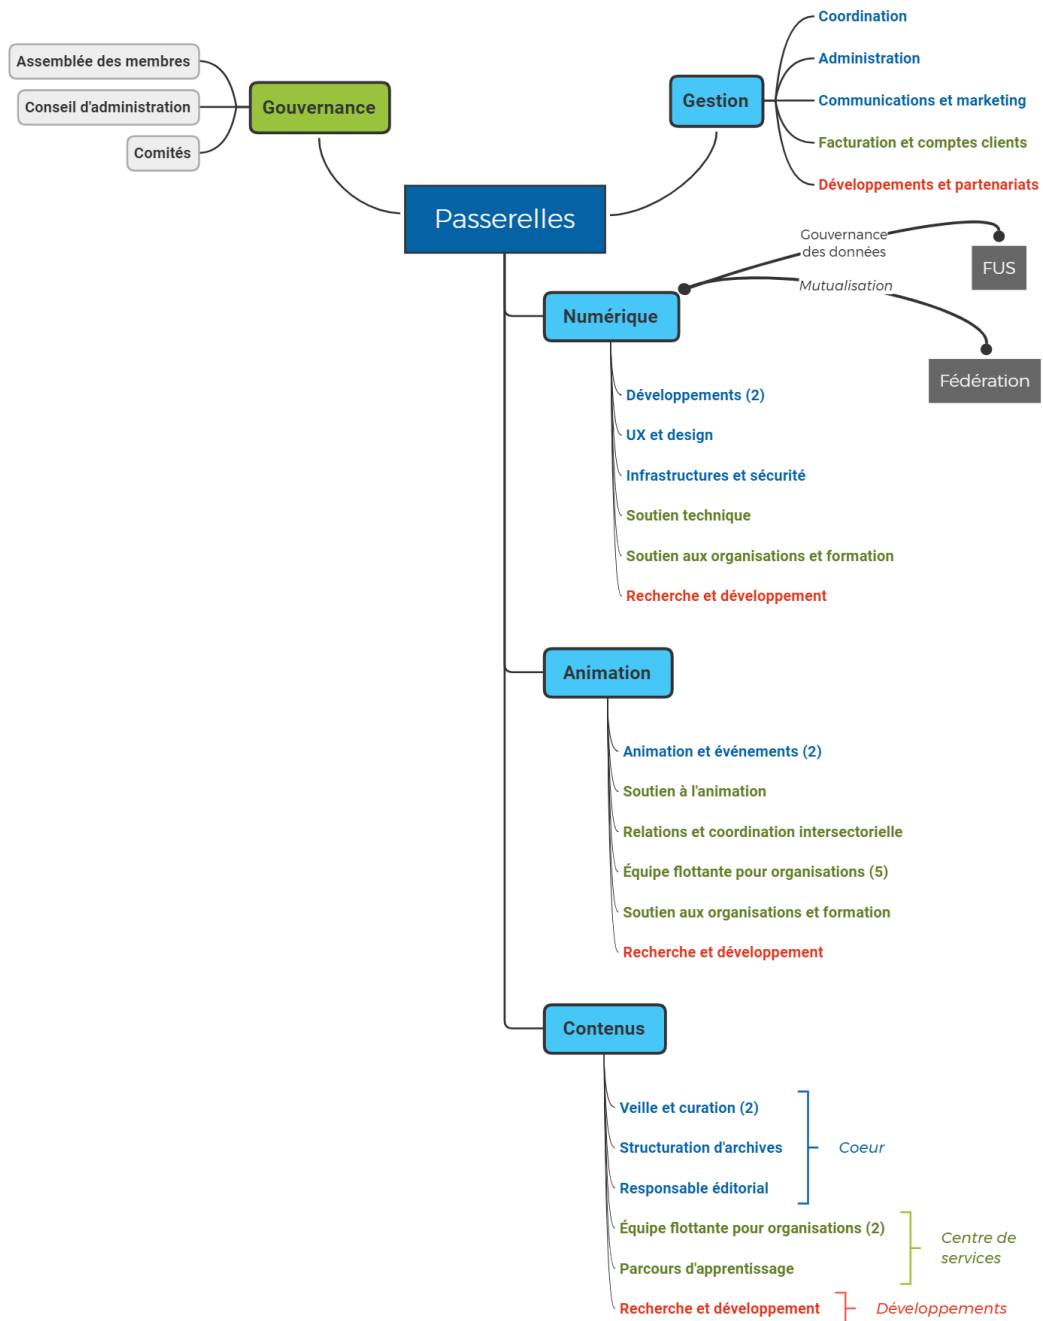 Assemblée des membres
Conseil d'administration
Comités
Gouvernance
Passerelles
Gestion
Coordination
Administration
Communications et marketing
Facturation et comptes clients
Développements et partenariats
Gouvernance
des données
FUS
Mutualisation
Fédération
Numérique
Développements (2)
UX et design
Infrastructures et sécurité
Soutien technique
Soutien aux organisations et formation
Recherche et développement
Animation
Animation et événements (2)
Soutien à l'animation
Relations et coordination intersectorielle
Équipe flottante pour organisations (5)
Soutien aux organisations et formation
Recherche et développement
Contenus
Veille et curation (2)
Structuration d'archives
Responsable éditorial
Coeur
Équipe flottante pour organisations (2)
Parcours d'apprentissage
Centre de
services
Recherche et développement
Développements